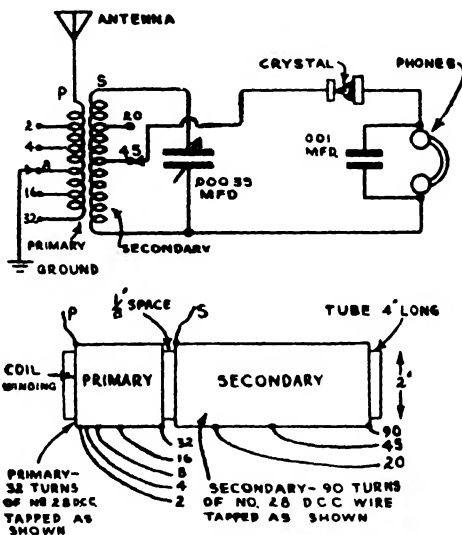 ANTENNA
CRYSTAL
PHONES
P
S
2
4
8
16
32
20
45
.00035
MFD
.001
MFD
PRIMARY
SECONDARY
GROUND
1/8" SPACE
TUBE 4" LONG
P
S
COIL
WINDING
PRIMARY
SECONDARY
2"
32
16
8
4
2
90
45
20
PRIMARY-
32 TURNS
OF NO 28 DCC
TAPPED AS
SHOWN
SECONDARY - 90 TURNS
OF NO. 28 DCC WIRE
TAPPED AS SHOWN